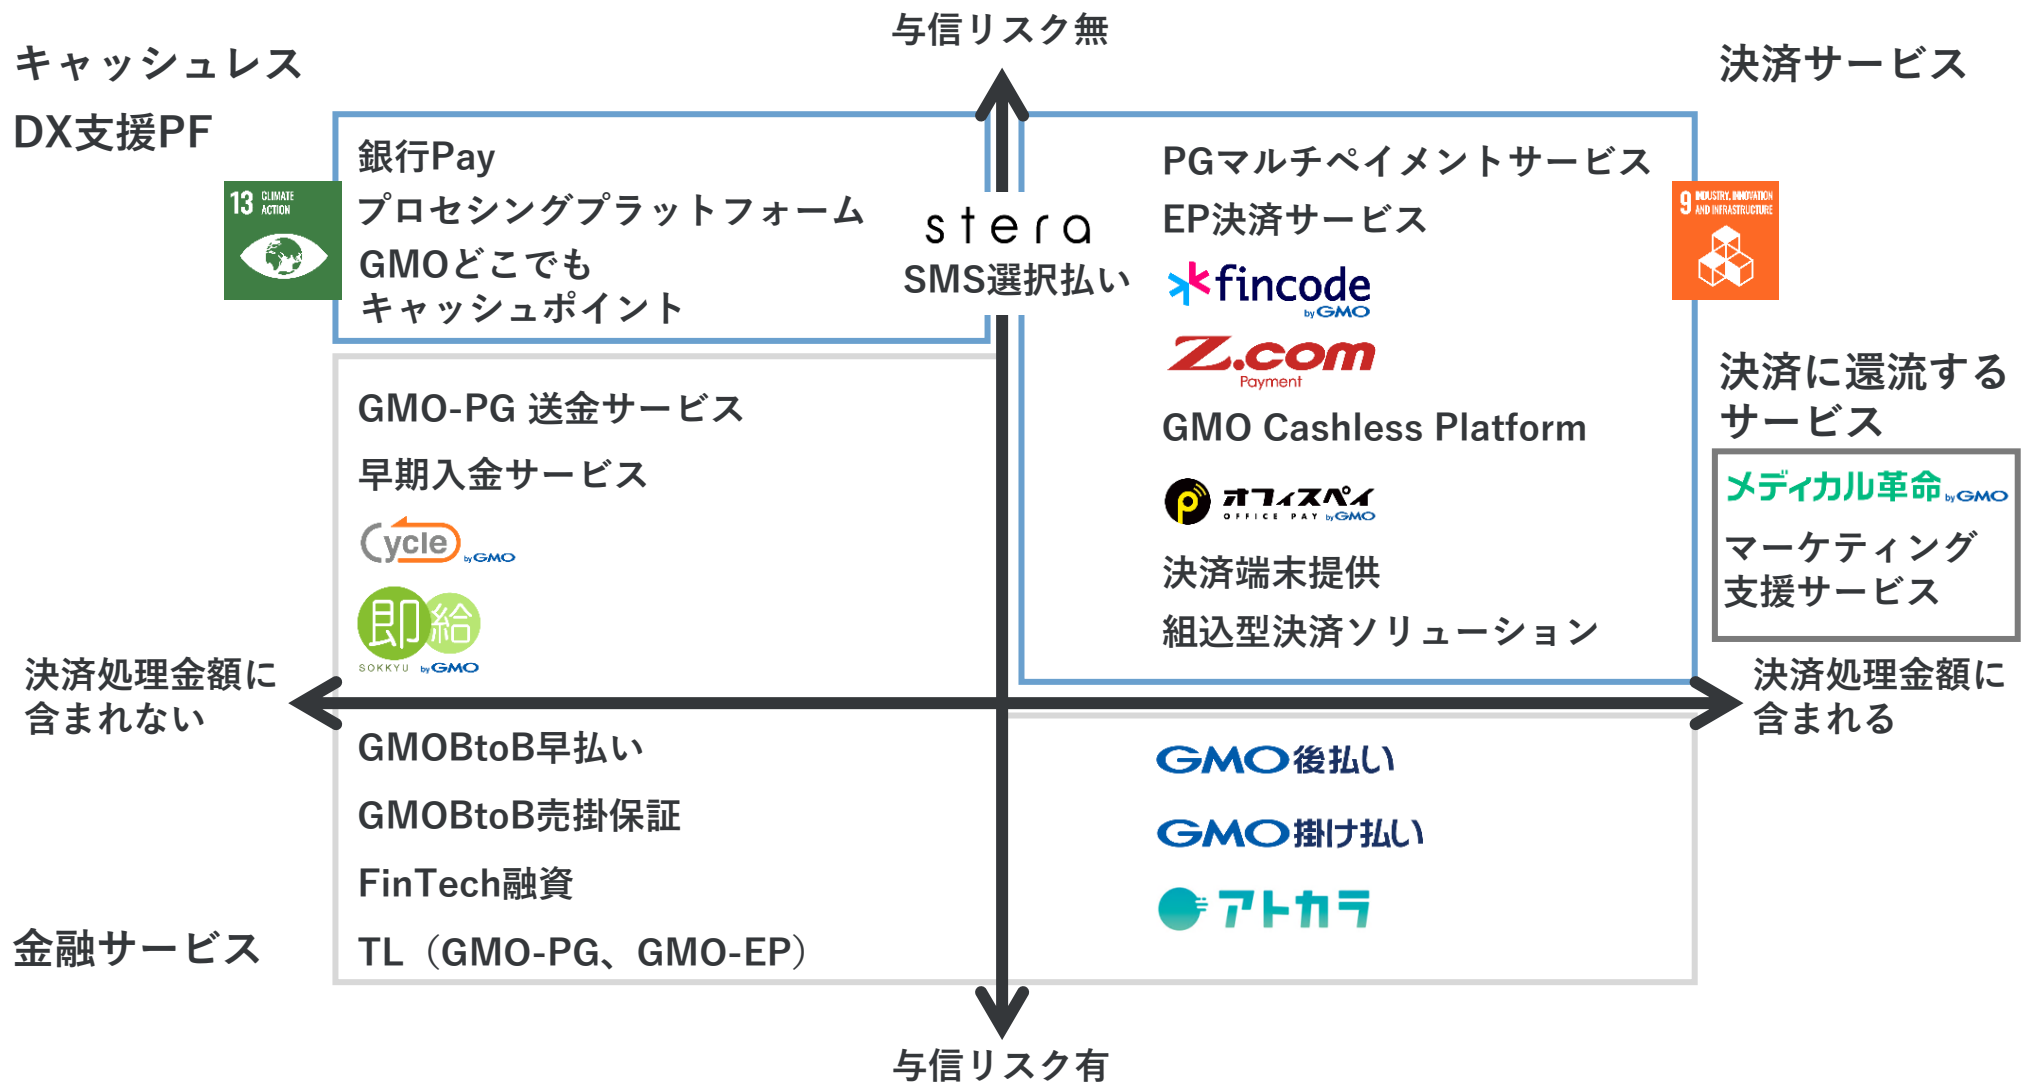 与信リスク無
キャッシュレス
DX支援PF
決済サービス
13 CLIMATE
ACTION
銀行Pay
プロセシングプラットフォーム
GMOどこでも
キャッシュポイント
stera
SMS選択払い
PGマルチペイメントサービス
EP決済サービス
fincode
by GMO
Z.com
Payment
GMO Cashless Platform
オフィスペイ
OFFICE PAY by GMO
決済端末提供
組込型決済ソリューション
9 INDUSTRY, INNOVATION
AND INFRASTRUCTURE
決済に還流する
サービス
メディカル革命 by GMO
マーケティング
支援サービス
GMO-PG 送金サービス
早期入金サービス
Cycle by GMO
即給
SOKKYU by GMO
決済処理金額に
含まれない
決済処理金額に
含まれる
GMOBtoB早払い
GMOBtoB売掛保証
FinTech融資
TL（GMO-PG、GMO-EP）
GMO後払い
GMO掛け払い
アトカラ
金融サービス
与信リスク有